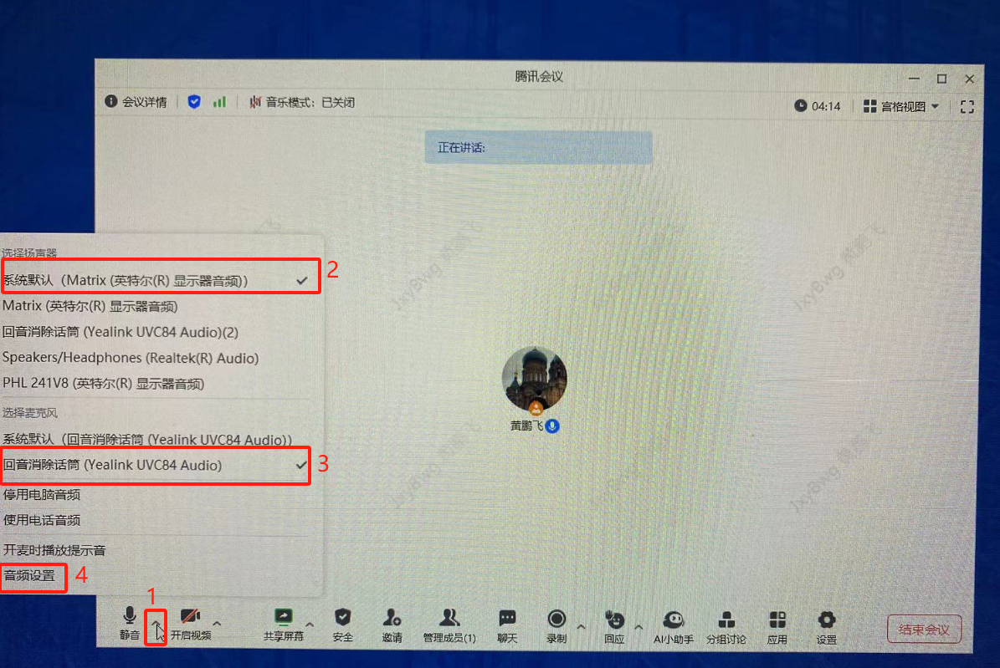 腾讯会议
会议详情
音乐模式：已关闭
04:14
宫格视图
正在讲话:
选择扬声器
系统默认（Matrix (英特尔(R) 显示器音频)）
2
Matrix (英特尔(R) 显示器音频)
回音消除话筒 (Yealink UVC84 Audio)(2)
Speakers/Headphones (Realtek(R) Audio)
PHL 241V8 (英特尔(R) 显示器音频)
选择麦克风
系统默认（回音消除话筒 (Yealink UVC84 Audio)）
回音消除话筒 (Yealink UVC84 Audio)
3
停用电脑音频
使用电话音频
开麦时播放提示音
音频设置
4
黄鹏飞
1
静音
开启视频
共享屏幕
安全
邀请
管理成员(1)
聊天
录制
回应
AI小助手
分组讨论
应用
设置
结束会议